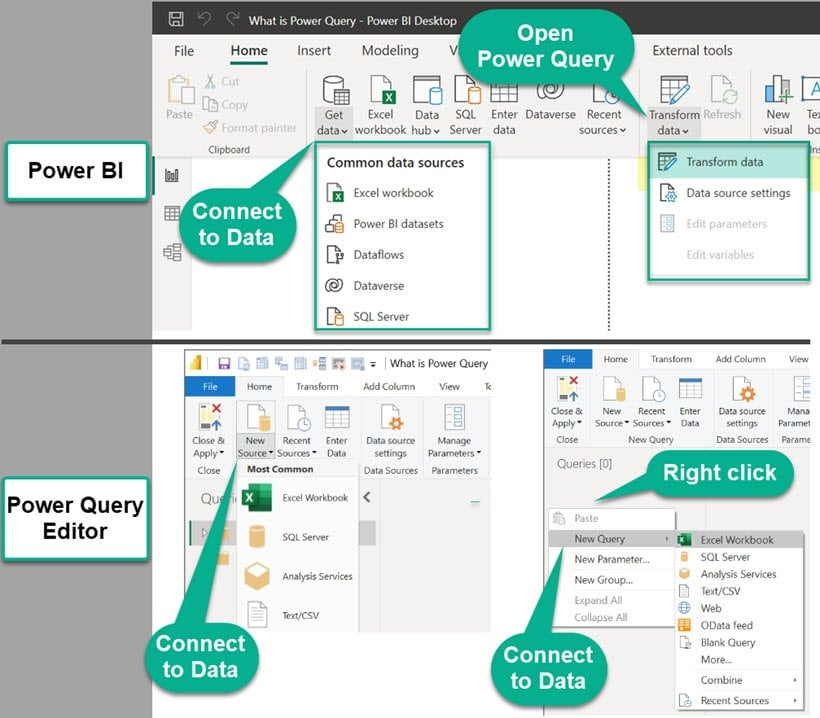 What is Power Query - Power BI Desktop
File Home Insert Modeling V External tools
Open
Power Query
Paste
Cut
Copy
Format painter
Clipboard
Get
data
Excel
workbook
Data
hub
SQL
Server
Enter
data
Dataverse
Recent
sources
Transform
data
Refresh
New
visual
Power BI
Connect
to Data
Common data sources
Excel workbook
Power BI datasets
Dataflows
Dataverse
SQL Server
Transform data
Data source settings
Edit parameters
Edit variables
Power Query
Editor
What is Power Query
File Home Transform Add Column View
Close &
Apply
Close
New
Source
Recent
Sources
Enter
Data
Data source
settings
Data Sources
Manage
Parameters
Parameters
Most Common
Excel Workbook
SQL Server
Analysis Services
Text/CSV
Connect
to Data
File Home Transform Add Column View
Close &
Apply
Close
New
Source
Recent
Sources
Enter
Data
New Query
Data source
settings
Data Sources
Mana
Paramet
Parame
Queries [0]
Right click
Paste
New Query
New Parameter...
New Group...
Expand All
Collapse All
Connect
to Data
Excel Workbook
SQL Server
Analysis Services
Text/CSV
Web
OData feed
Blank Query
More...
Combine
Recent Sources